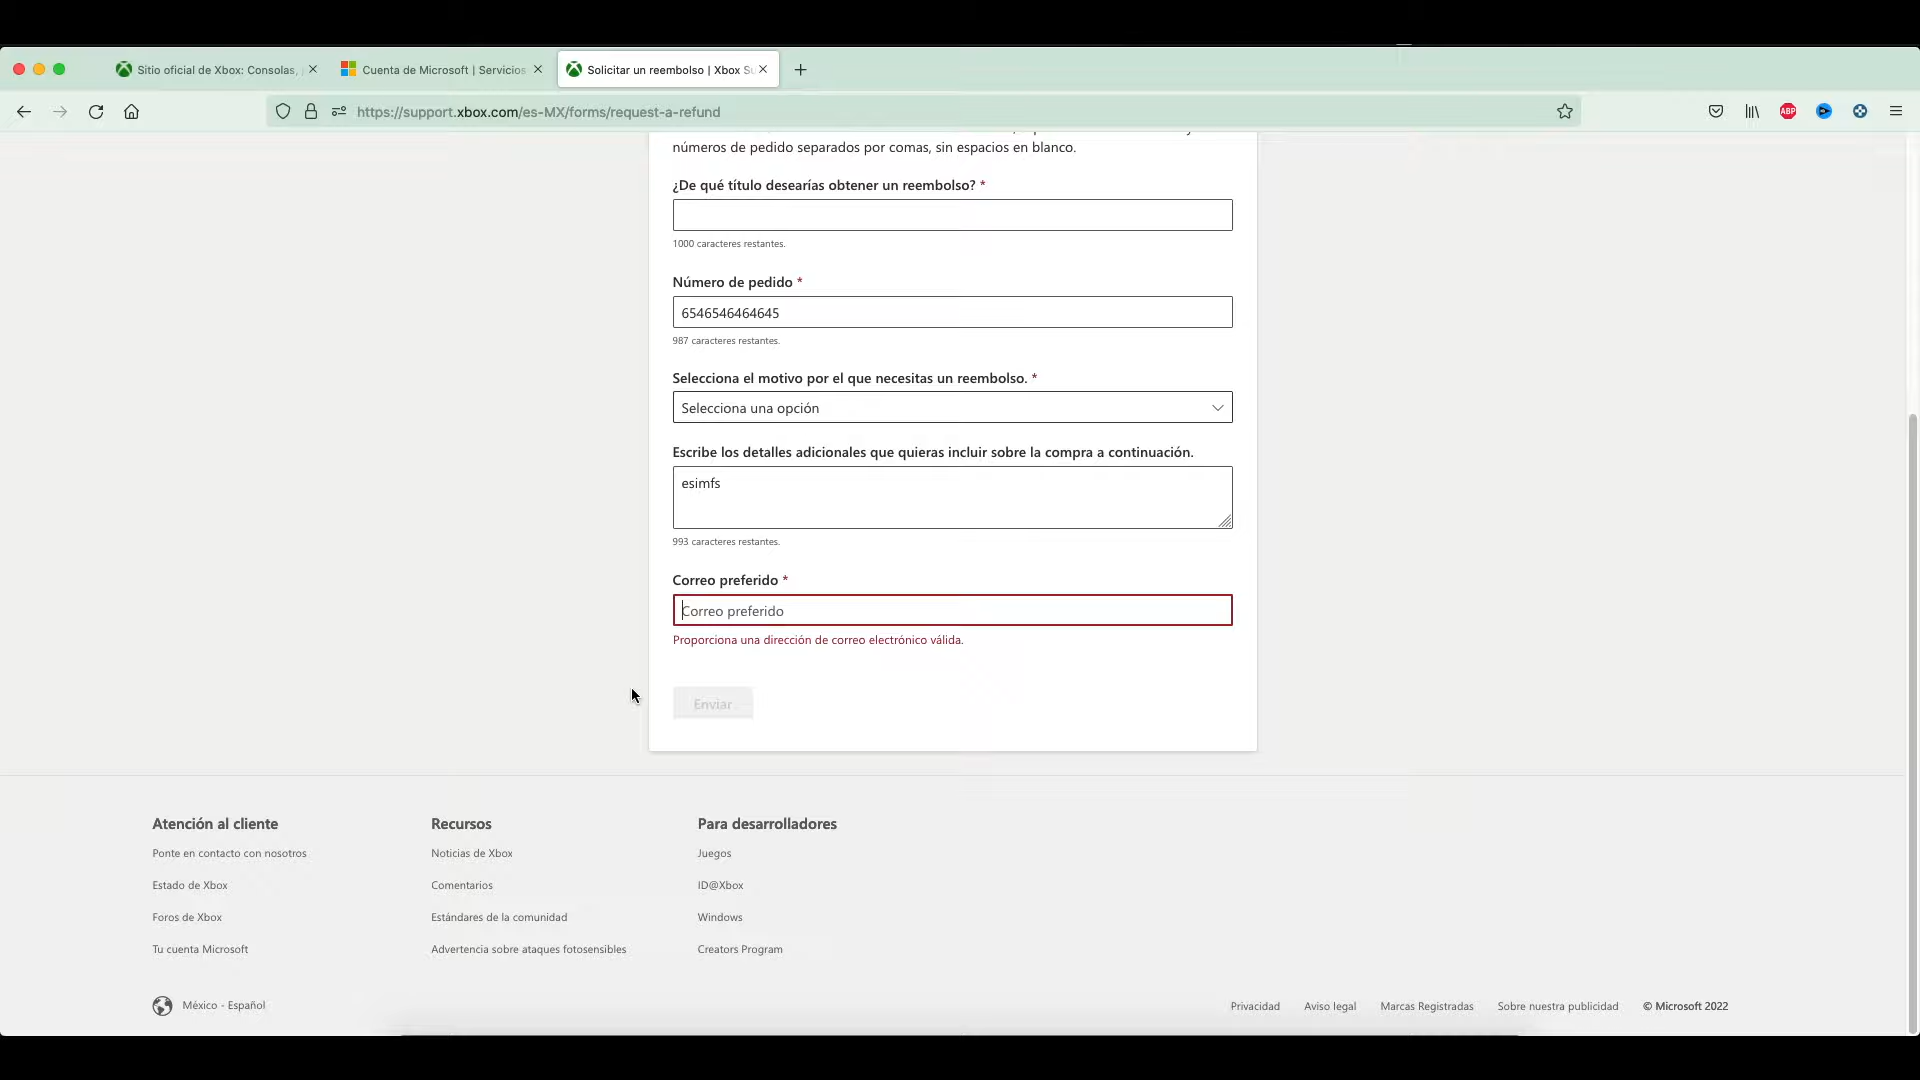 Sitio oficial de Xbox: Consolas,
Cuenta de Microsoft | Servicios
Solicitar un reembolso | Xbox Su
https://support.xbox.com/es-MX/forms/request-a-refund
ABP
números de pedido separados por comas, sin espacios en blanco.
¿De qué título desearías obtener un reembolso? *
1000 caracteres restantes.
Número de pedido *
6546546464645
987 caracteres restantes.
Selecciona el motivo por el que necesitas un reembolso. *
Selecciona una opción
Escribe los detalles adicionales que quieras incluir sobre la compra a continuación.
esimfs
993 caracteres restantes.
Correo preferido *
Correo preferido
Proporciona una dirección de correo electrónico válida.
Enviar
Atención al cliente
Ponte en contacto con nosotros
Estado de Xbox
Foros de Xbox
Tu cuenta Microsoft
Recursos
Noticias de Xbox
Comentarios
Estándares de la comunidad
Advertencia sobre ataques fotosensibles
Para desarrolladores
Juegos
ID@Xbox
Windows
Creators Program
México - Español
Privacidad
Aviso legal
Marcas Registradas
Sobre nuestra publicidad
© Microsoft 2022